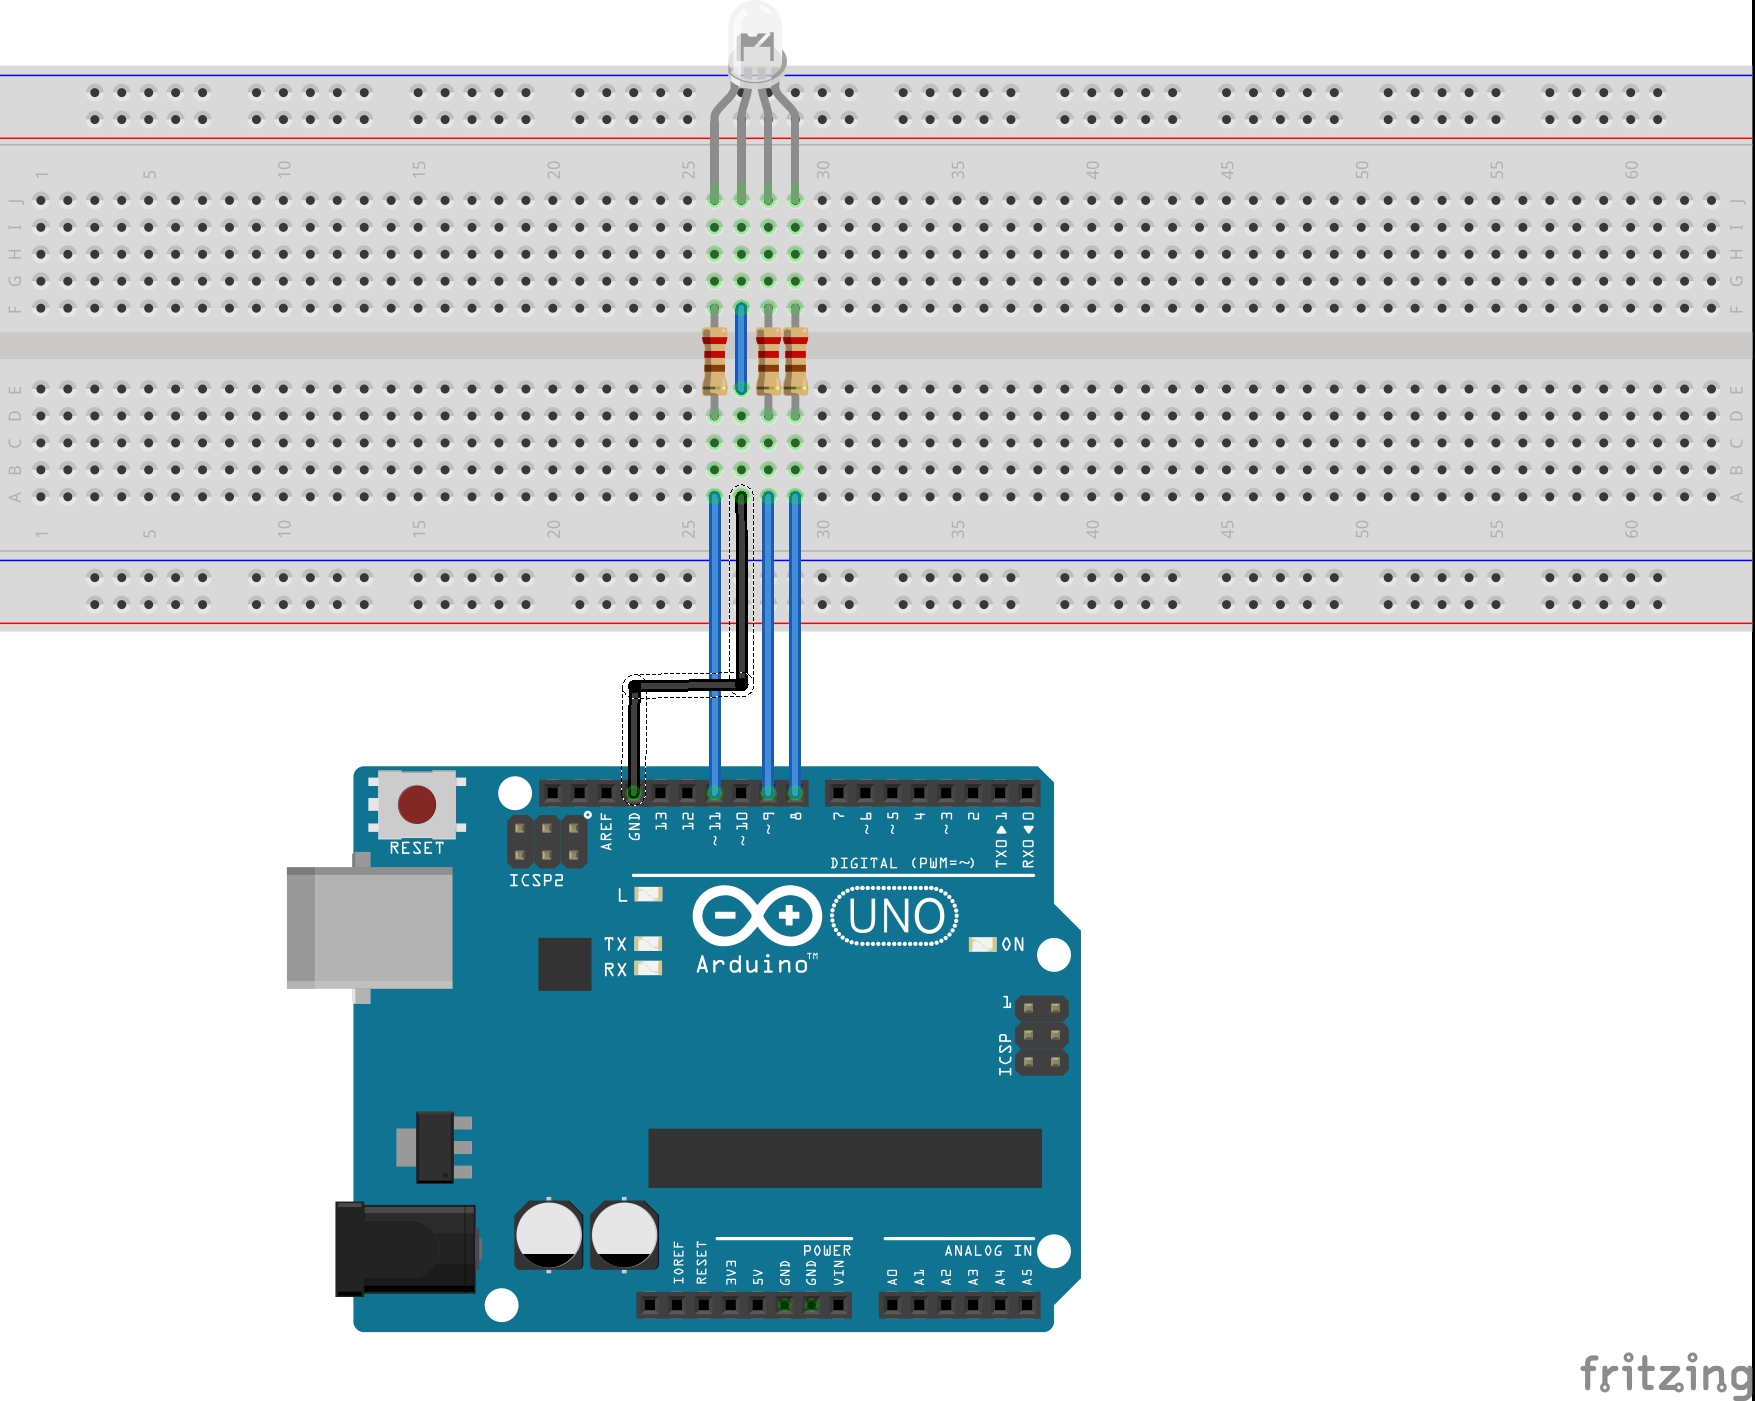 1 5 10 15 20 25 30 35 40 45 50 55 60
J J
I I
H H
G G
F F
E E
D D
C C
B B
A A
1 5 10 15 20 25 30 35 40 45 50 55 60
RESET
AREF GND 13 12 ~11 ~10 ~9 8 7 ~6 ~5 4 ~3 2 TX0▶1 RX0◀0
DIGITAL (PWM=~)
ICSP2
L
UNO
TX
ON
RX
Arduino™
1
ICSP
POWER
ANALOG IN
IOREF RESET 3V3 5V GND GND VIN A0 A1 A2 A3 A4 A5
fritzing